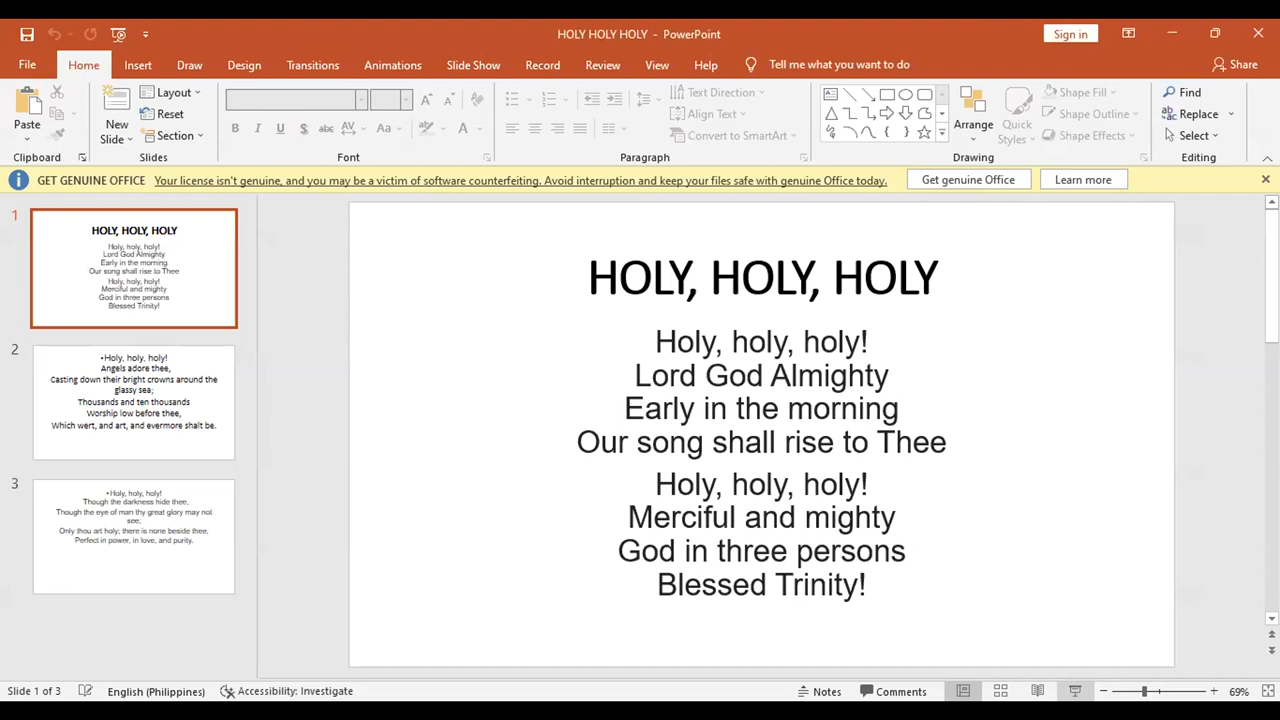 HOLY HOLY HOLY - PowerPoint
Sign in
File Home Insert Draw Design Transitions Animations Slide Show Record Review View Help Tell me what you want to do Share
Paste
Clipboard
New Slide
Layout
Reset
Section
Slides
B I U S abc AV Aa A
Font
Text Direction
Align Text
Convert to SmartArt
Paragraph
Arrange
Quick Styles
Shape Fill
Shape Outline
Shape Effects
Drawing
Find
Replace
Select
Editing
GET GENUINE OFFICE Your license isn't genuine, and you may be a victim of software counterfeiting. Avoid interruption and keep your files safe with genuine Office today. Get genuine Office Learn more
1
HOLY, HOLY, HOLY
Holy, holy, holy!
Lord God Almighty
Early in the morning
Our song shall rise to Thee
Holy, holy, holy!
Merciful and mighty
God in three persons
Blessed Trinity!
2
•Holy, holy, holy!
Angels adore thee,
Casting down their bright crowns around the
glassy sea;
Thousands and ten thousands
Worship low before thee,
Which wert, and art, and evermore shalt be.
3
•Holy, holy, holy!
Though the darkness hide thee,
Though the eye of man thy great glory may not
see;
Only thou art holy; there is none beside thee,
Perfect in power, in love, and purity.
HOLY, HOLY, HOLY
Holy, holy, holy!
Lord God Almighty
Early in the morning
Our song shall rise to Thee
Holy, holy, holy!
Merciful and mighty
God in three persons
Blessed Trinity!
Slide 1 of 3 English (Philippines) Accessibility: Investigate Notes Comments 69%